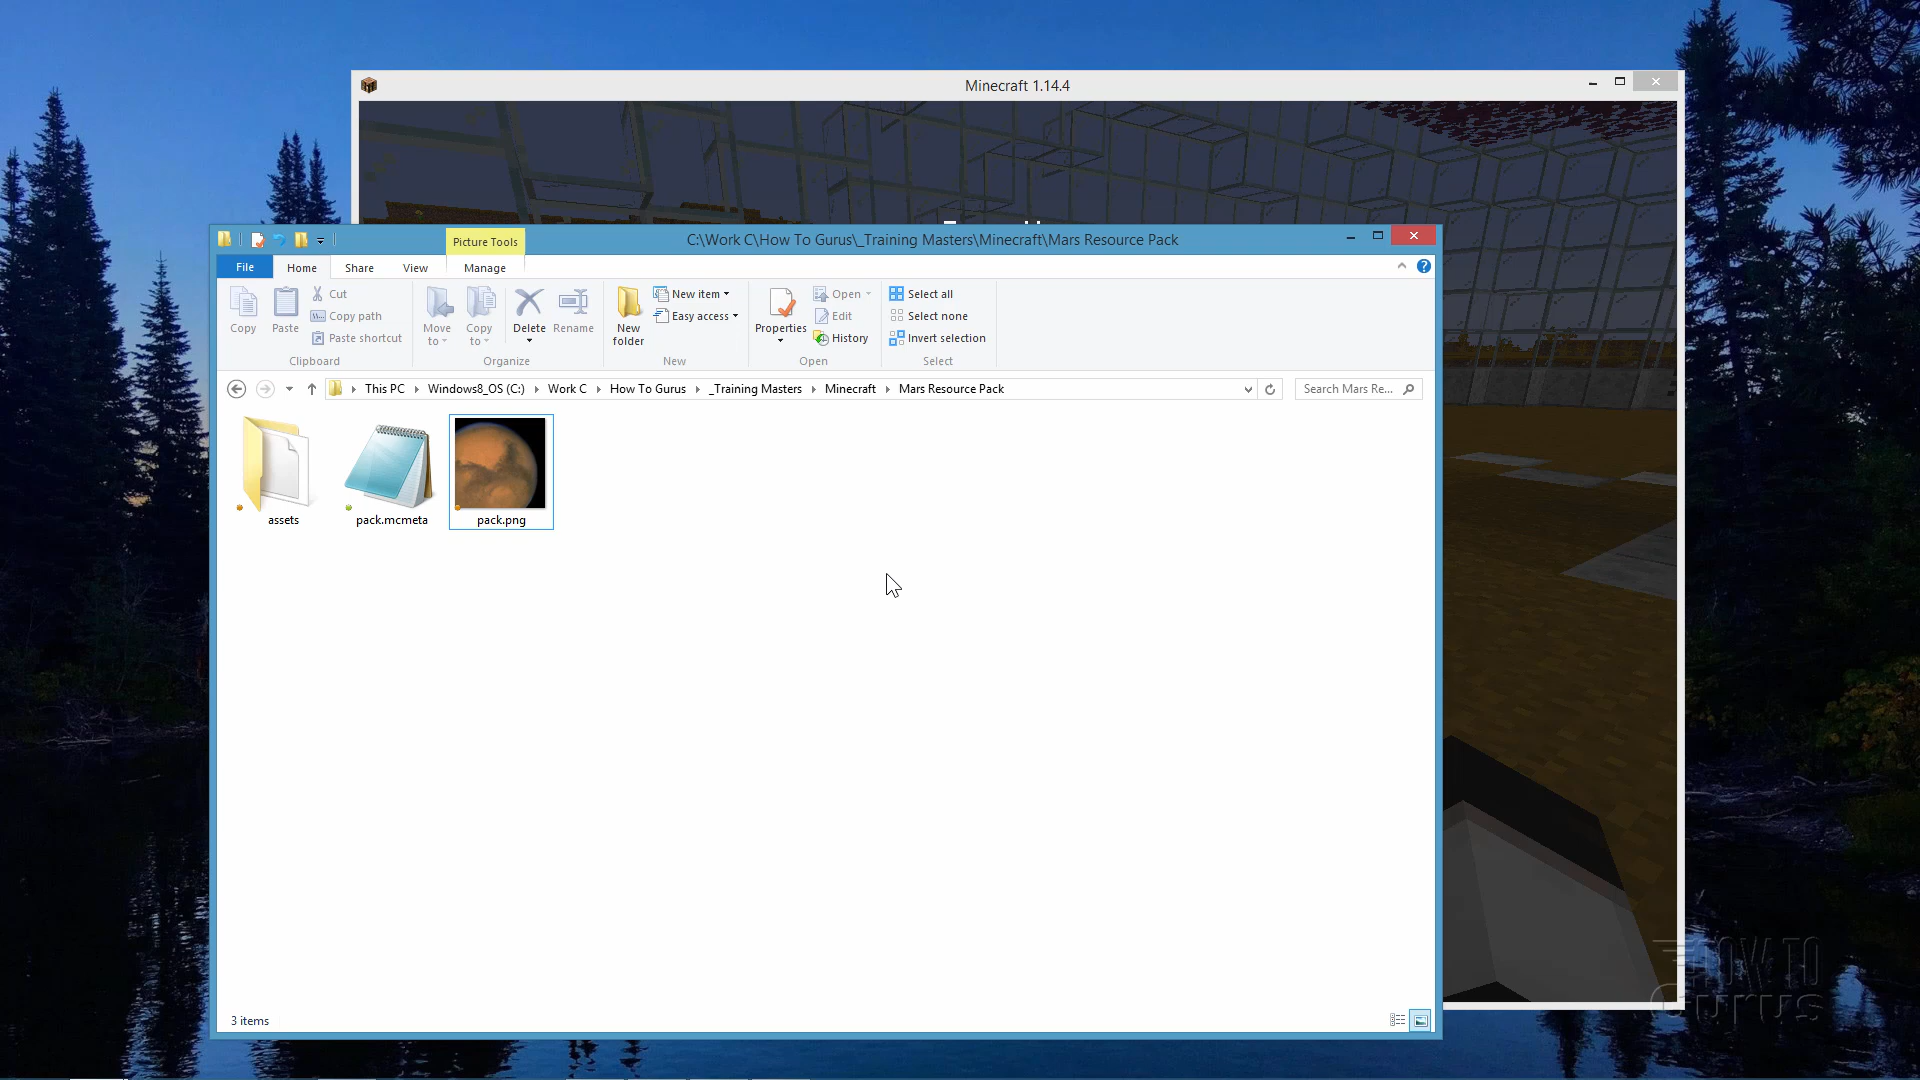 Minecraft 1.14.4
Picture Tools
C:\Work C\How To Gurus\_Training Masters\Minecraft\Mars Resource Pack
File Home Share View Manage
Copy
Paste
Cut
Copy path
Paste shortcut
Clipboard
Move to
Copy to
Delete
Rename
Organize
New folder
New item
Easy access
New
Properties
Open
Edit
History
Open
Select all
Select none
Invert selection
Select
This PC Windows8_OS (C:) Work C How To Gurus _Training Masters Minecraft Mars Resource Pack
Search Mars Re...
assets
pack.mcmeta
pack.png
3 items
HOW TO
GURUS